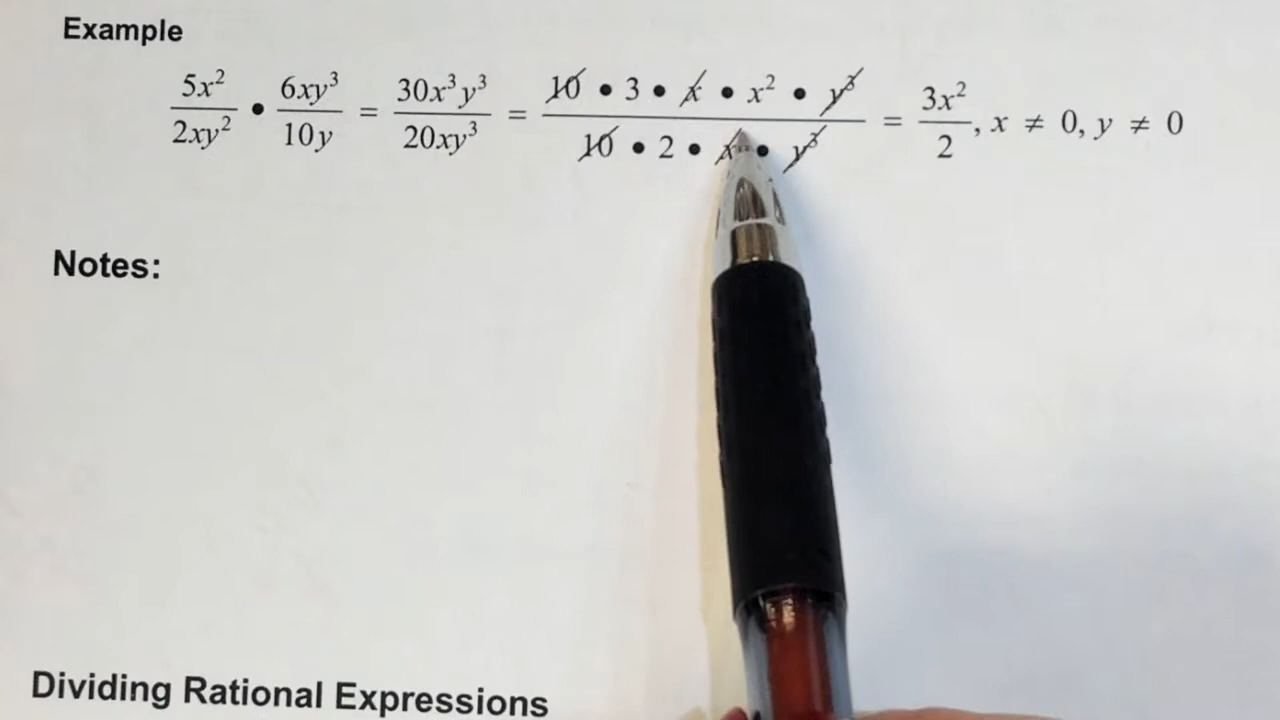 Example
5x²/2xy² • 6xy³/10y = 30x³y³/20xy³ = 10 • 3 • x • x² • y³/10 • 2 • x • y³ = 3x²/2, x ≠ 0, y ≠ 0
Notes:
Dividing Rational Expressions